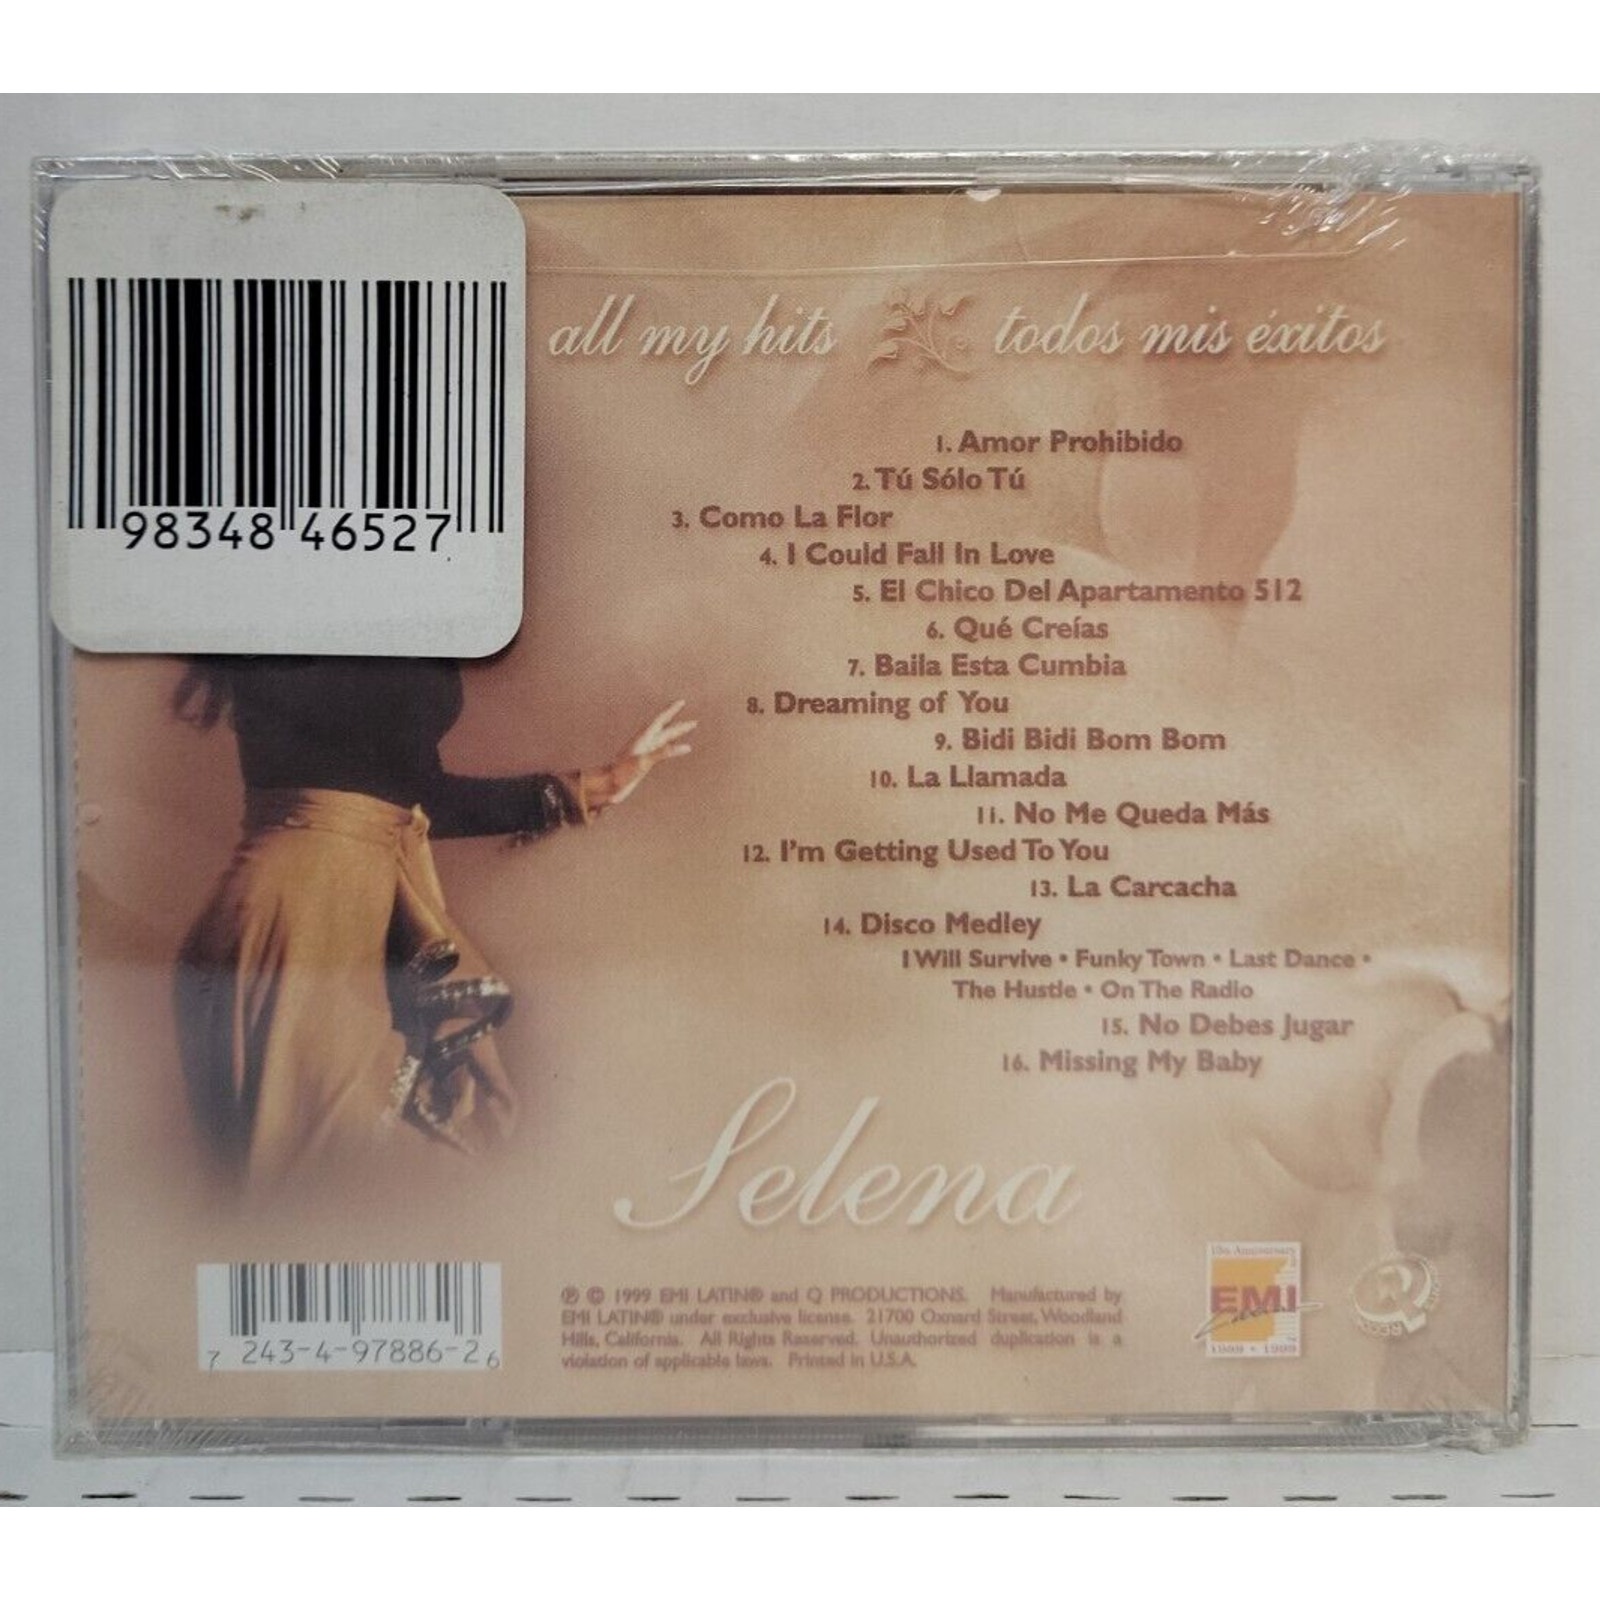 98348 46527
all my hits todos mis éxitos
1. Amor Prohibido
2. Tú Sólo Tú
3. Como La Flor
4. I Could Fall In Love
5. El Chico Del Apartamento 512
6. Qué Creías
7. Baila Esta Cumbia
8. Dreaming of You
9. Bidi Bidi Bom Bom
10. La Llamada
11. No Me Queda Más
12. I'm Getting Used To You
13. La Carcacha
14. Disco Medley
I Will Survive • Funky Town • Last Dance •
The Hustle • On The Radio
15. No Debes Jugar
16. Missing My Baby
Selena
7 243-4-97886-2 6
℗ © 1999 EMI LATIN® and Q PRODUCTIONS. Manufactured by
EMI LATIN® under exclusive license. 21700 Oxnard Street, Woodland
Hills, California. All Rights Reserved. Unauthorized duplication is a
violation of applicable laws. Printed in U.S.A.
10th Anniversary
EMI
Latin
1989 • 1999